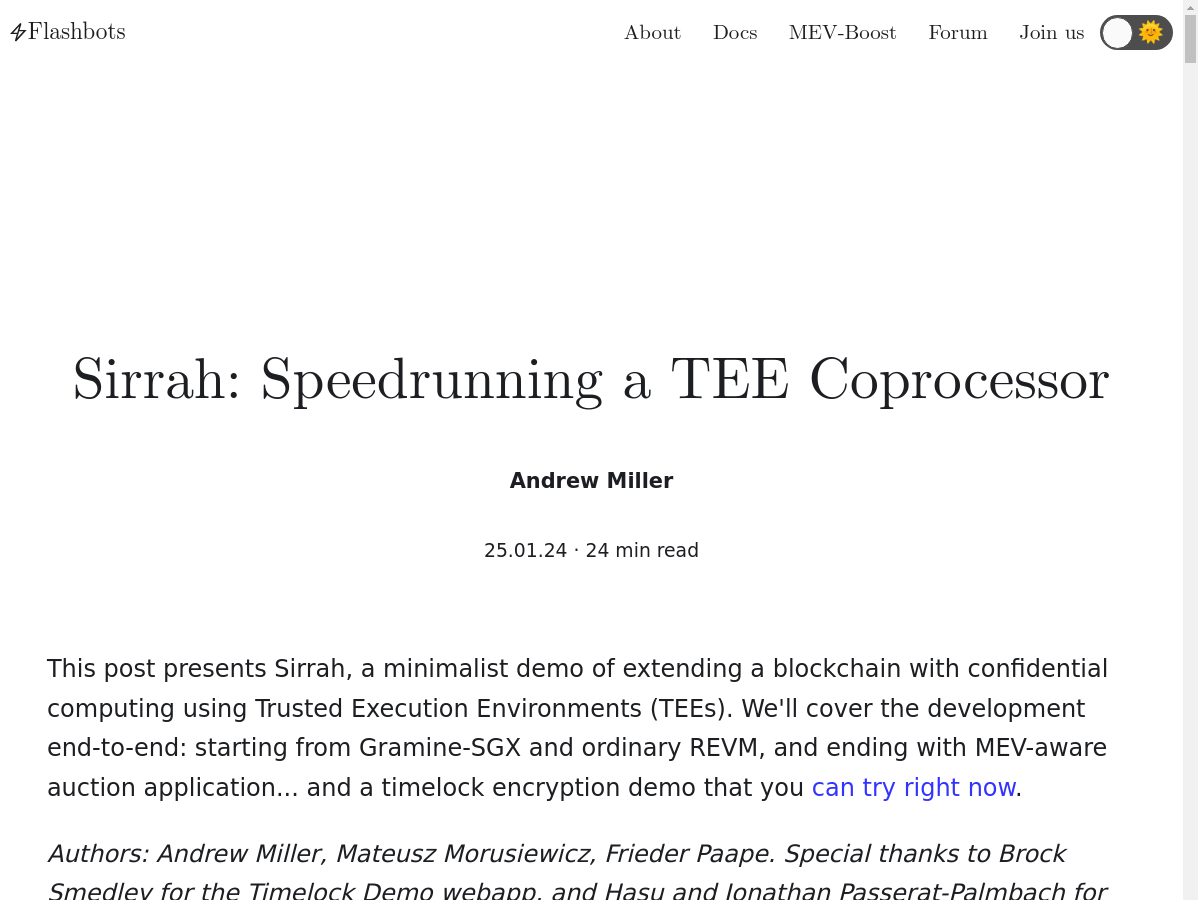 Flashbots
About Docs MEV-Boost Forum Join us
Sirrah: Speedrunning a TEE Coprocessor
Andrew Miller
25.01.24 · 24 min read
This post presents Sirrah, a minimalist demo of extending a blockchain with confidential
computing using Trusted Execution Environments (TEEs). We'll cover the development
end-to-end: starting from Gramine-SGX and ordinary REVM, and ending with MEV-aware
auction application... and a timelock encryption demo that you can try right now.
Authors: Andrew Miller, Mateusz Morusiewicz, Frieder Paape. Special thanks to Brock
Smedley for the Timelock Demo webapp, and Hasu and Jonathan Passerat-Palmbach for